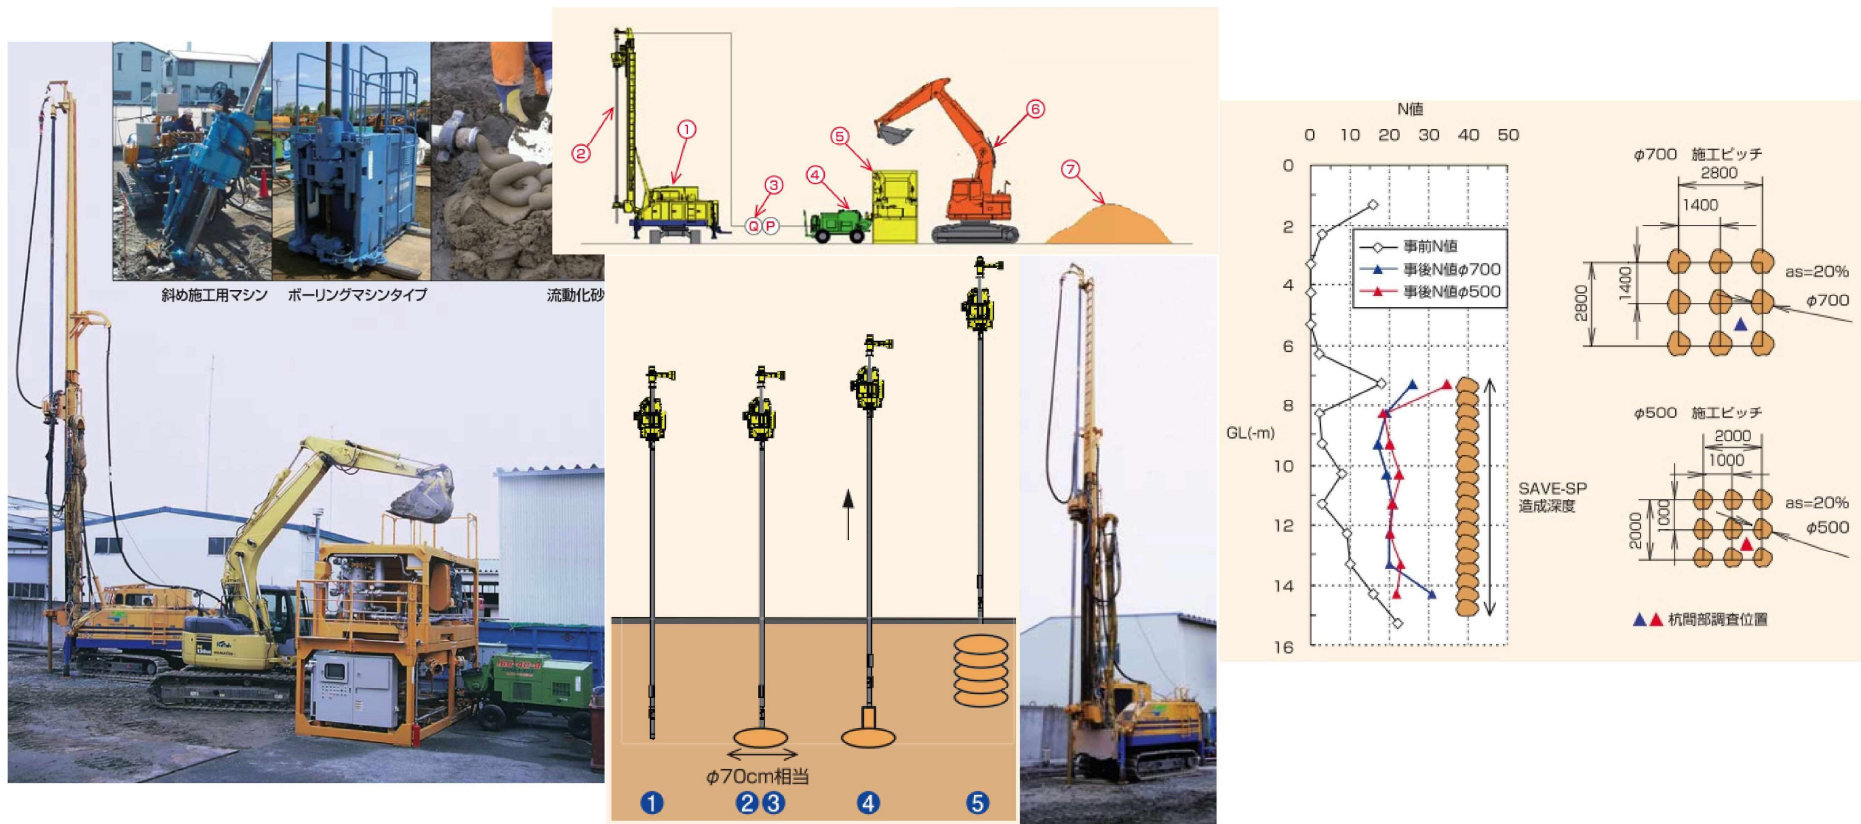 斜め施工用マシン
ボーリングマシンタイプ
流動化砂
①
②
③
④
⑤
⑥
⑦
Q P
φ70cm相当
❶
❷❸
❹
❺
N値
0 10 20 30 40 50
0
2
4
6
8
GL(-m)
10
12
14
16
事前N値
事後N値φ700
事後N値φ500
SAVE-SP
造成深度
φ700 施工ピッチ
2800
1400
2800
1400
as=20%
φ700
φ500 施工ピッチ
2000
1000
2000
1000
as=20%
φ500
杭間部調査位置